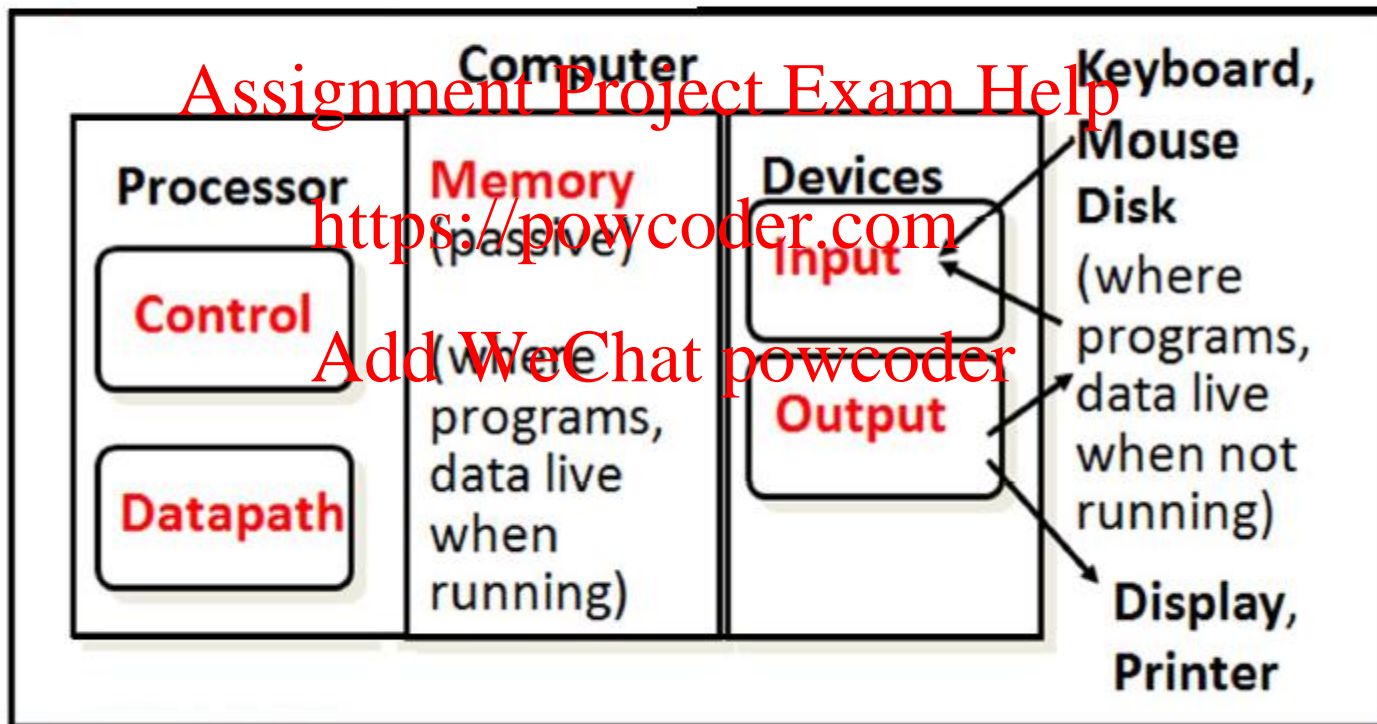 Computer
Assignment Project Exam Help
Processor
Control
Datapath
Memory
(passive)
https://powcoder.com
(where
Add WeChat powcoder
programs,
data live
when
running)
Devices
Input
Output
Keyboard,
Mouse
Disk
(where
programs,
data live
when not
running)
Display,
Printer